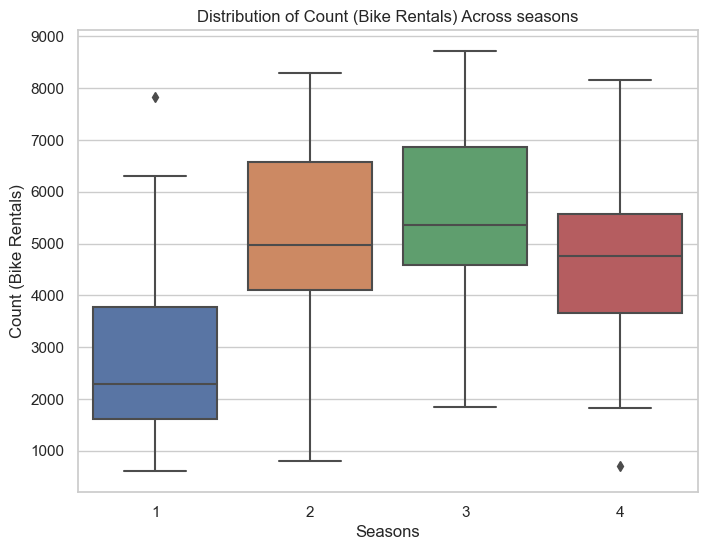 Distribution of Count (Bike Rentals) Across seasons
9000
8000
7000
6000
5000
4000
3000
2000
1000
Count (Bike Rentals)
1 2 3 4
Seasons